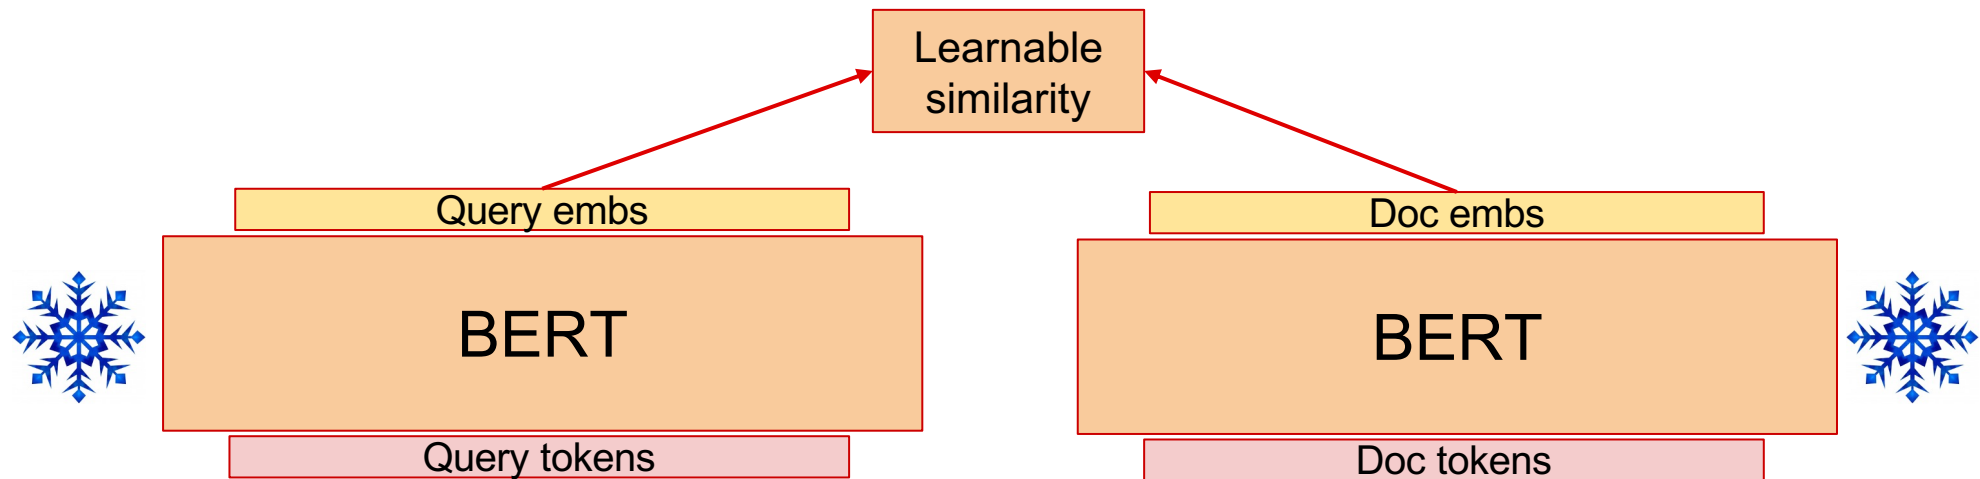 Learnable
similarity
Query embs
Doc embs
BERT
BERT
Query tokens
Doc tokens